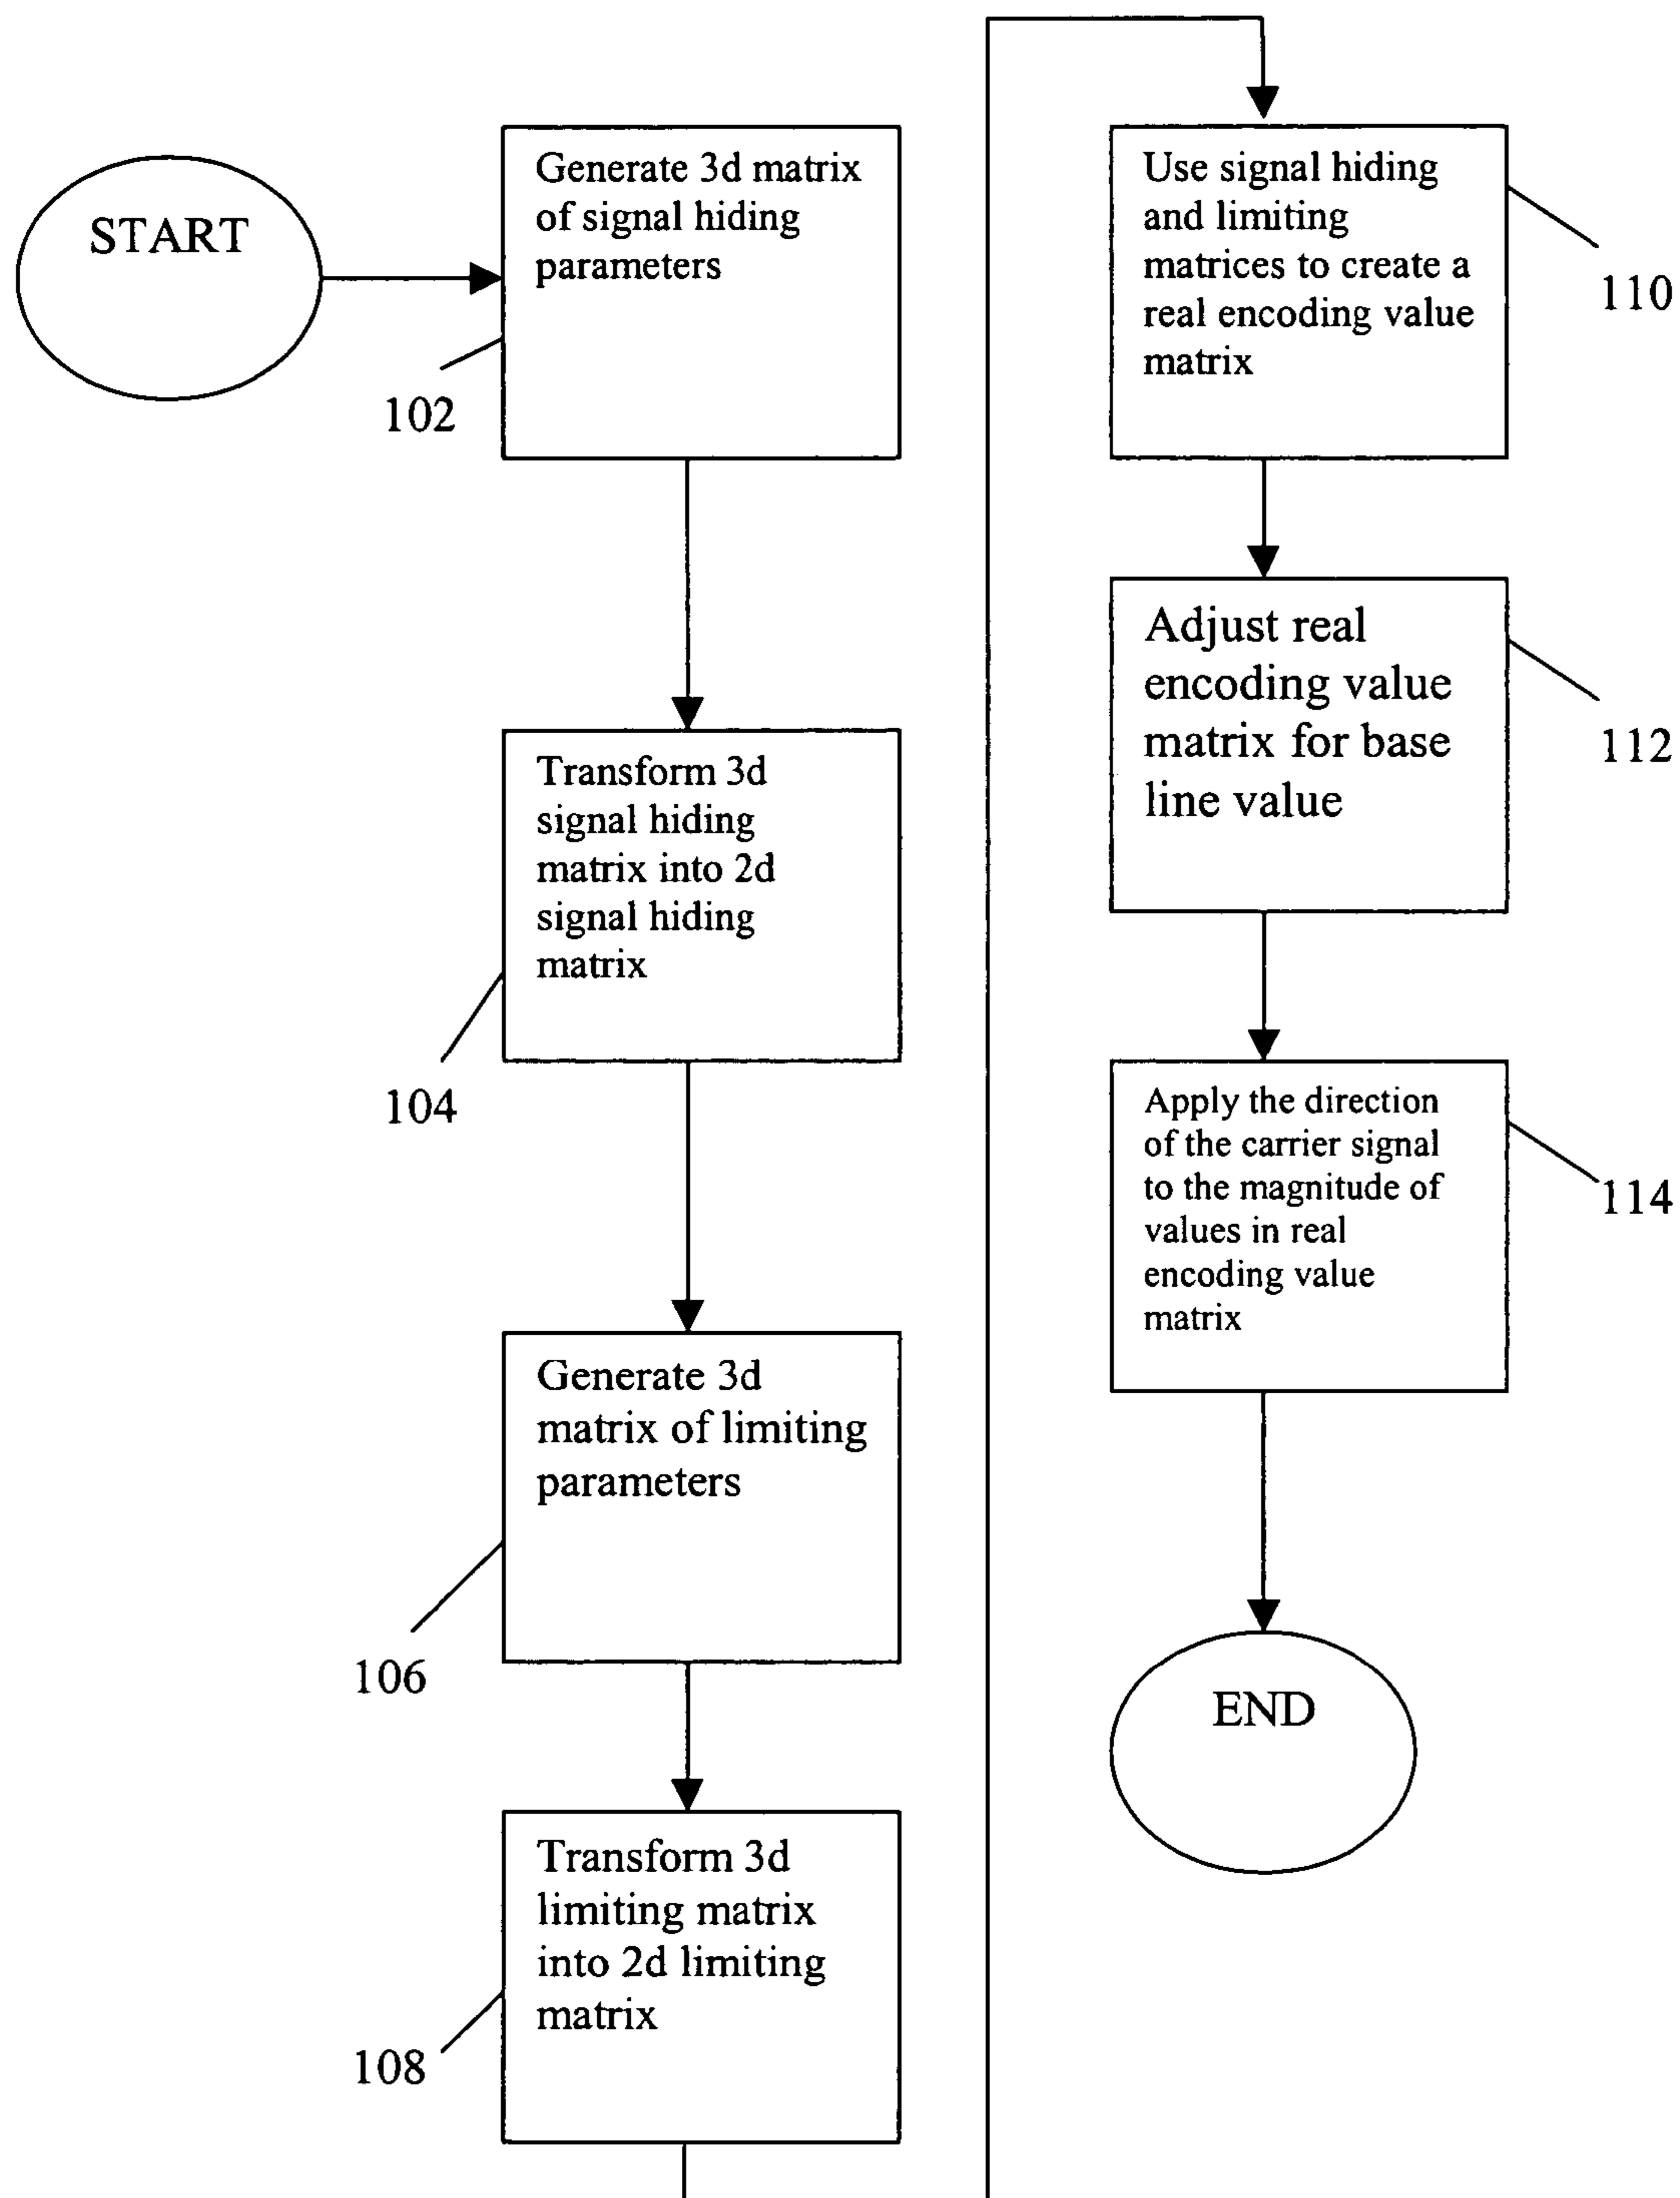 START
Generate 3d matrix
of signal hiding
parameters
102
Transform 3d
signal hiding
matrix into 2d
signal hiding
matrix
104
Generate 3d
matrix of limiting
parameters
106
Transform 3d
limiting matrix
into 2d limiting
matrix
108
Use signal hiding
and limiting
matrices to create a
real encoding value
matrix
110
Adjust real
encoding value
matrix for base
line value
112
Apply the direction
of the carrier signal
to the magnitude of
values in real
encoding value
matrix
114
END